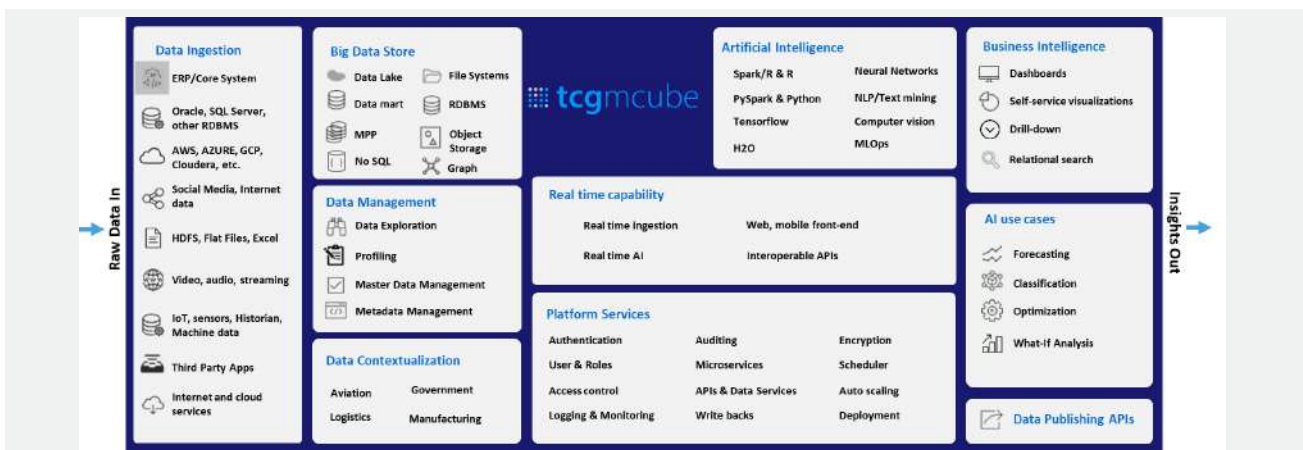 Raw Data In
Data Ingestion
ERP/Core System
Oracle, SQL Server,
other RDBMS
AWS, AZURE, GCP,
Cloudera, etc.
Social Media, Internet
data
HDFS, Flat Files, Excel
Video, audio, streaming
IoT, sensors, Historian,
Machine data
Third Party Apps
Internet and cloud
services
Big Data Store
Data Lake
File Systems
Data mart
RDBMS
MPP
Object
Storage
No SQL
Graph
Data Management
Data Exploration
Profiling
Master Data Management
Metadata Management
Data Contextualization
Aviation
Government
Logistics
Manufacturing
tcgmcube
Artificial Intelligence
Spark/R & R
Neural Networks
PySpark & Python
NLP/Text mining
Tensorflow
Computer vision
H2O
MLOps
Real time capability
Real time Ingestion
Web, mobile front-end
Real time AI
Interoperable APIs
Platform Services
Authentication
Auditing
Encryption
User & Roles
Microservices
Scheduler
Access control
APIs & Data Services
Auto scaling
Logging & Monitoring
Write backs
Deployment
Business Intelligence
Dashboards
Self-service visualizations
Drill-down
Relational search
AI use cases
Forecasting
Classification
Optimization
What-If Analysis
Data Publishing APIs
Insights Out